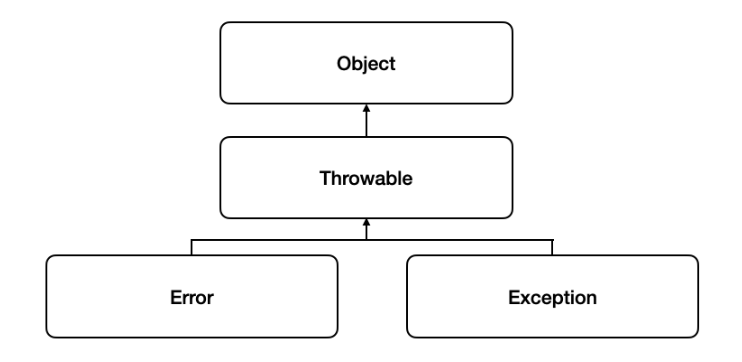 Object
Throwable
Error
Exception